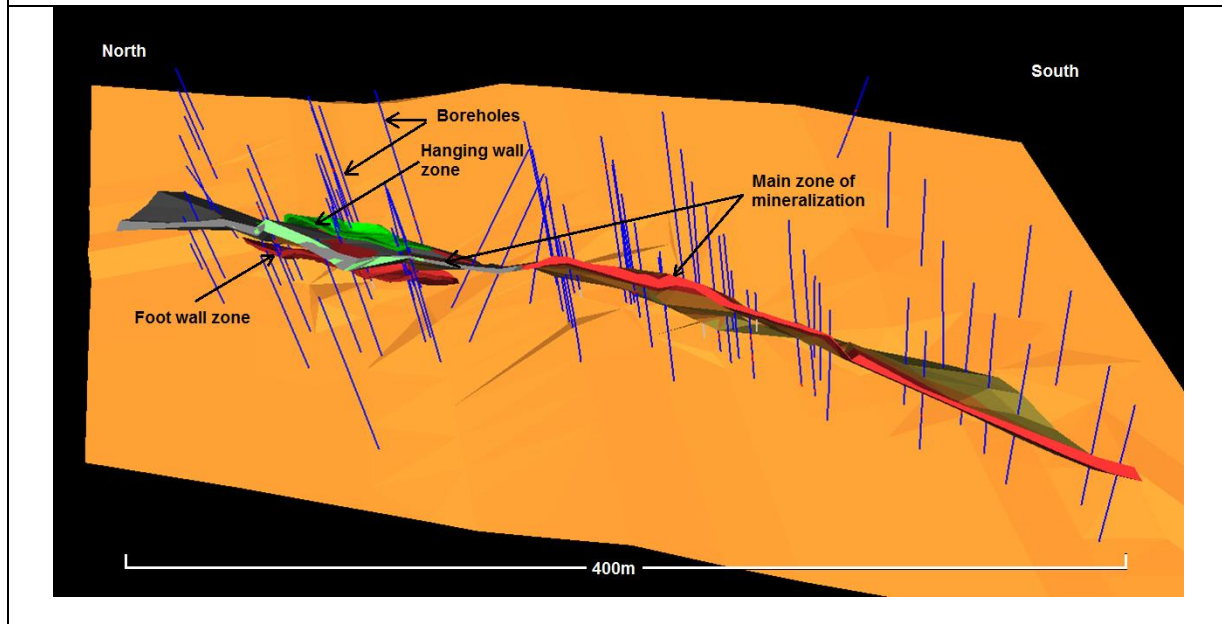 North
South
Boreholes
Hanging wall
zone
Main zone of
mineralization
Foot wall zone
400m